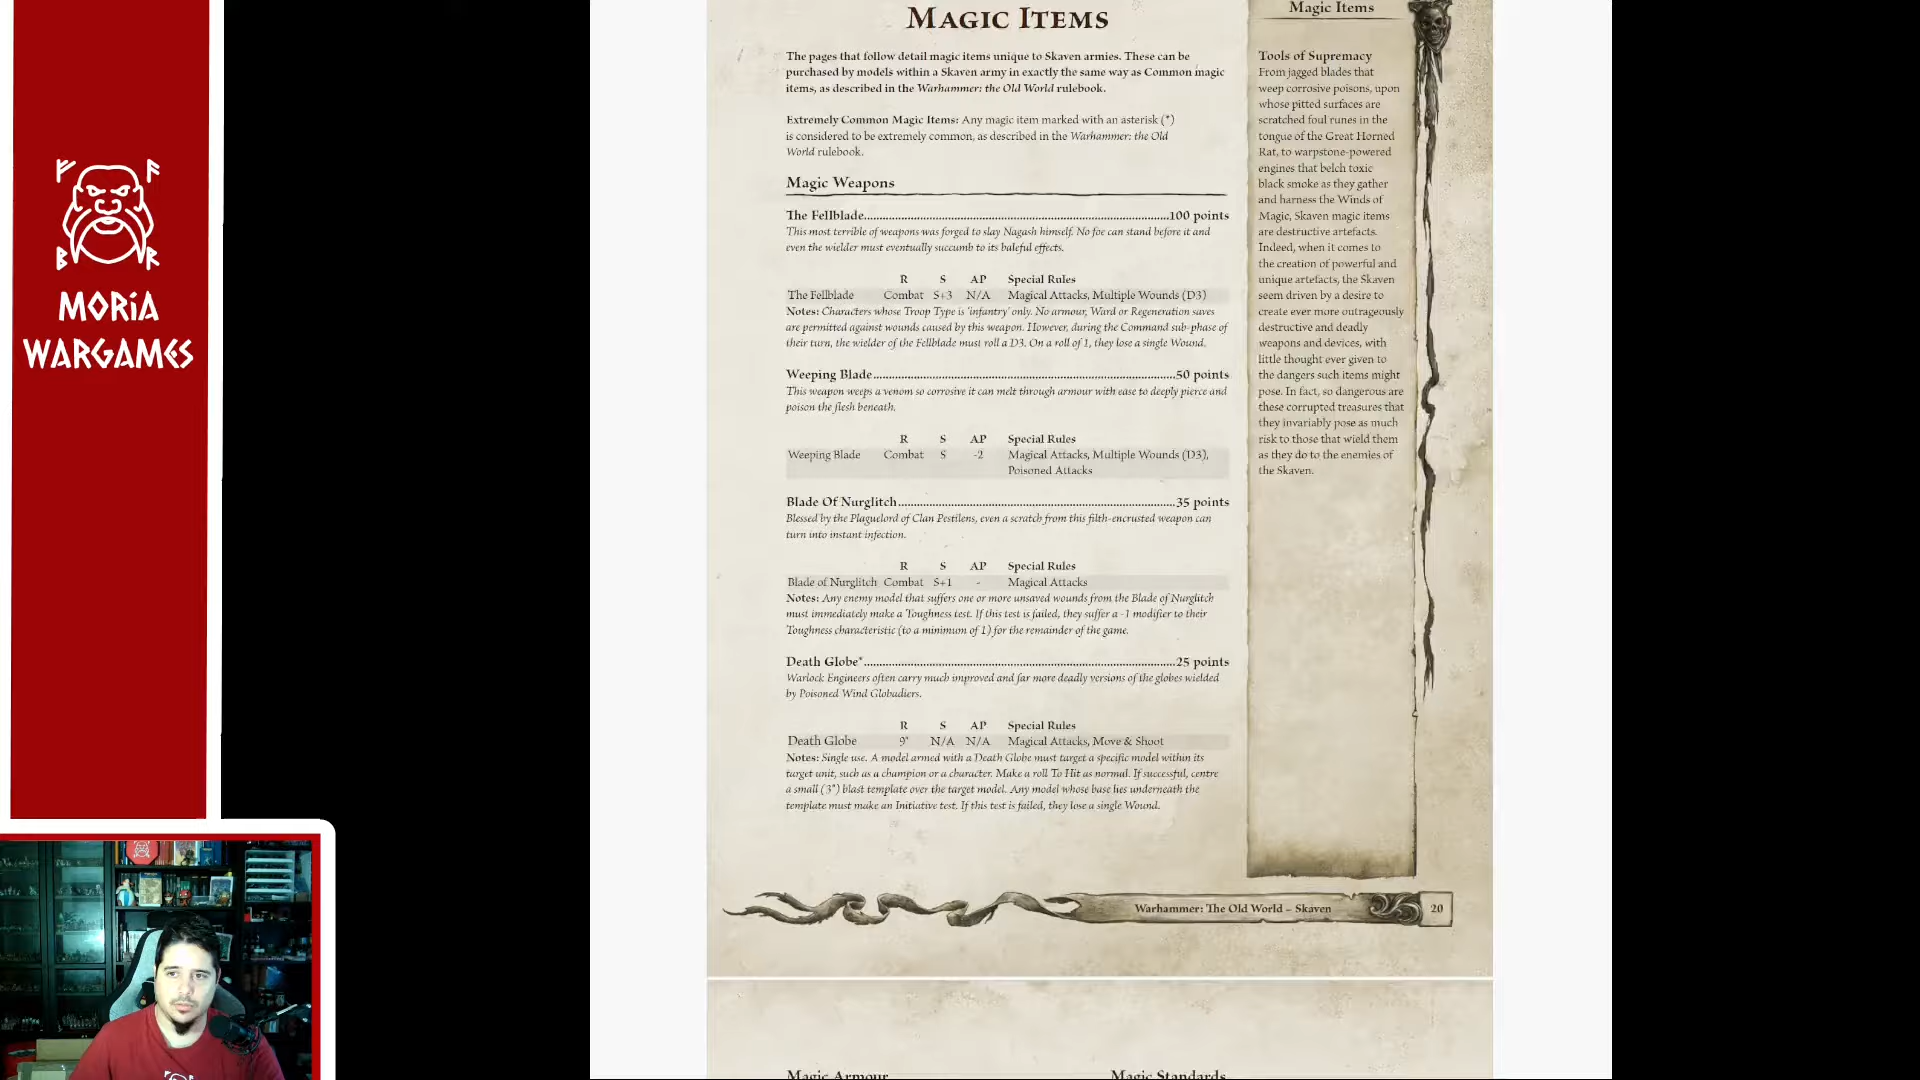 MORIA
WARGAMES
MAGIC ITEMS
The pages that follow detail magic items unique to Skaven armies. These can be
purchased by models within a Skaven army in exactly the same way as Common magic
items, as described in the Warhammer: the Old World rulebook.
Extremely Common Magic Items: Any magic item marked with an asterisk (*)
is considered to be extremely common, as described in the Warhammer: the Old
World rulebook.
Magic Weapons
The Fellblade 100 points
This most terrible of weapons was forged to slay Nagash himself. No foe can stand before it and
even the wielder must eventually succumb to its baleful effects.
R S AP Special Rules
The Fellblade Combat S+3 N/A Magical Attacks, Multiple Wounds (D3)
Notes: Characters whose Troop Type is 'infantry' only. No armour, Ward or Regeneration saves
are permitted against wounds caused by this weapon. However, during the Command sub-phase of
their turn, the wielder of the Fellblade must roll a D3. On a roll of 1, they lose a single Wound.
Weeping Blade 50 points
This weapon weeps a venom so corrosive it can melt through armour with ease to deeply pierce and
poison the flesh beneath.
R S AP Special Rules
Weeping Blade Combat S -2 Magical Attacks, Multiple Wounds (D3),
Poisoned Attacks
Blade Of Nurglitch 35 points
Blessed by the Plaguelord of Clan Pestilens, even a scratch from this filth-encrusted weapon can
turn into instant infection.
R S AP Special Rules
Blade of Nurglitch Combat S+1 - Magical Attacks
Notes: Any enemy model that suffers one or more unsaved wounds from the Blade of Nurglitch
must immediately make a Toughness test. If this test is failed, they suffer a -1 modifier to their
Toughness characteristic (to a minimum of 1) for the remainder of the game.
Death Globe* 25 points
Warlock Engineers often carry much improved and far more deadly versions of the globes wielded
by Poisoned Wind Globadiers.
R S AP Special Rules
Death Globe 9" N/A N/A Magical Attacks, Move & Shoot
Notes: Single use. A model armed with a Death Globe must target a specific model within its
target unit, such as a champion or a character. Make a roll To Hit as normal. If successful, centre
a small (3") blast template over the target model. Any model whose base lies underneath the
template must make an Initiative test. If this test is failed, they lose a single Wound.
Magic Items
Tools of Supremacy
From jagged blades that
weep corrosive poisons, upon
whose pitted surfaces are
scratched foul runes in the
tongue of the Great Horned
Rat, to warpstone-powered
engines that belch toxic
black smoke as they gather
and harness the Winds of
Magic, Skaven magic items
are destructive artefacts.
Indeed, when it comes to
the creation of powerful and
unique artefacts, the Skaven
seem driven by a desire to
create ever more outrageously
destructive and deadly
weapons and devices, with
little thought ever given to
the dangers such items might
pose. In fact, so dangerous are
these corrupted treasures that
they invariably pose as much
risk to those that wield them
as they do to the enemies of
the Skaven.
Warhammer: The Old World – Skaven 20
Magic Armour
Magic Standards